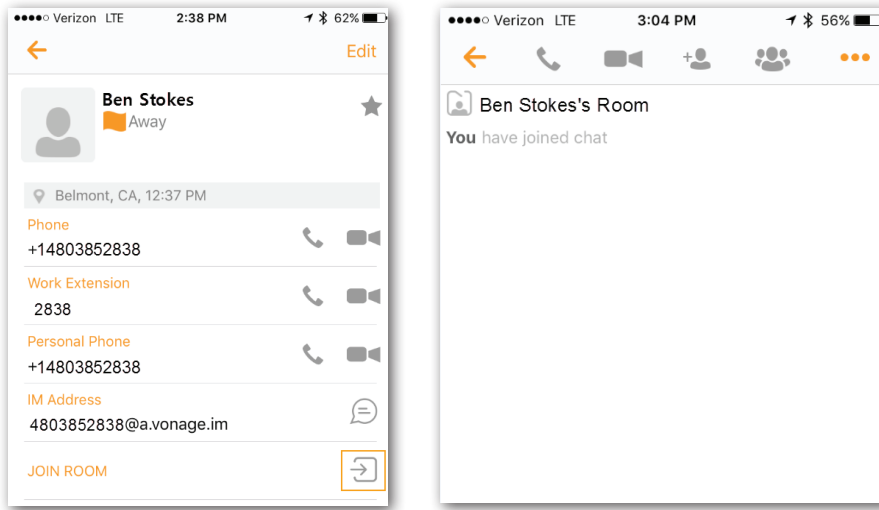 Verizon LTE 2:38 PM 62%
Edit
Ben Stokes
Away
Belmont, CA, 12:37 PM
Phone
+14803852838
Work Extension
2838
Personal Phone
+14803852838
IM Address
4803852838@a.vonage.im
JOIN ROOM
Verizon LTE 3:04 PM 56%
Ben Stokes's Room
You have joined chat